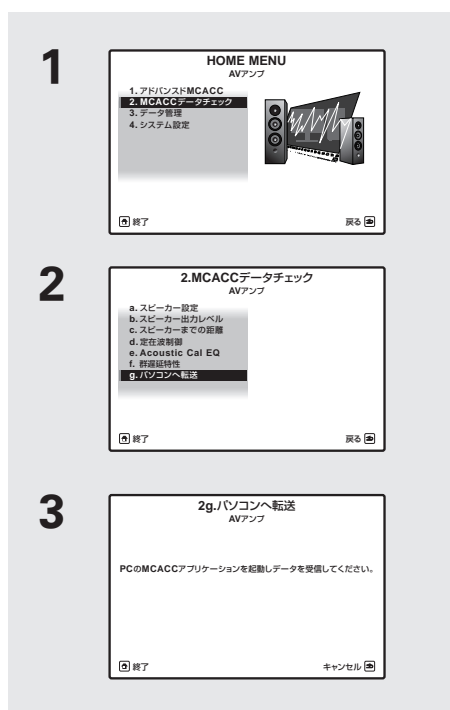 1
HOME MENU
AVアンプ
1. アドバンスドMCACC
2. MCACCデータチェック
3. データ管理
4. システム設定
終了
戻る
2
2.MCACCデータチェック
AVアンプ
a. スピーカー設定
b. スピーカー出力レベル
c. スピーカーまでの距離
d. 定在波制御
e. Acoustic Cal EQ
f. 群遅延特性
g. パソコンへ転送
終了
戻る
3
2g.パソコンへ転送
AVアンプ
PCのMCACCアプリケーションを起動しデータを受信してください。
終了
キャンセル